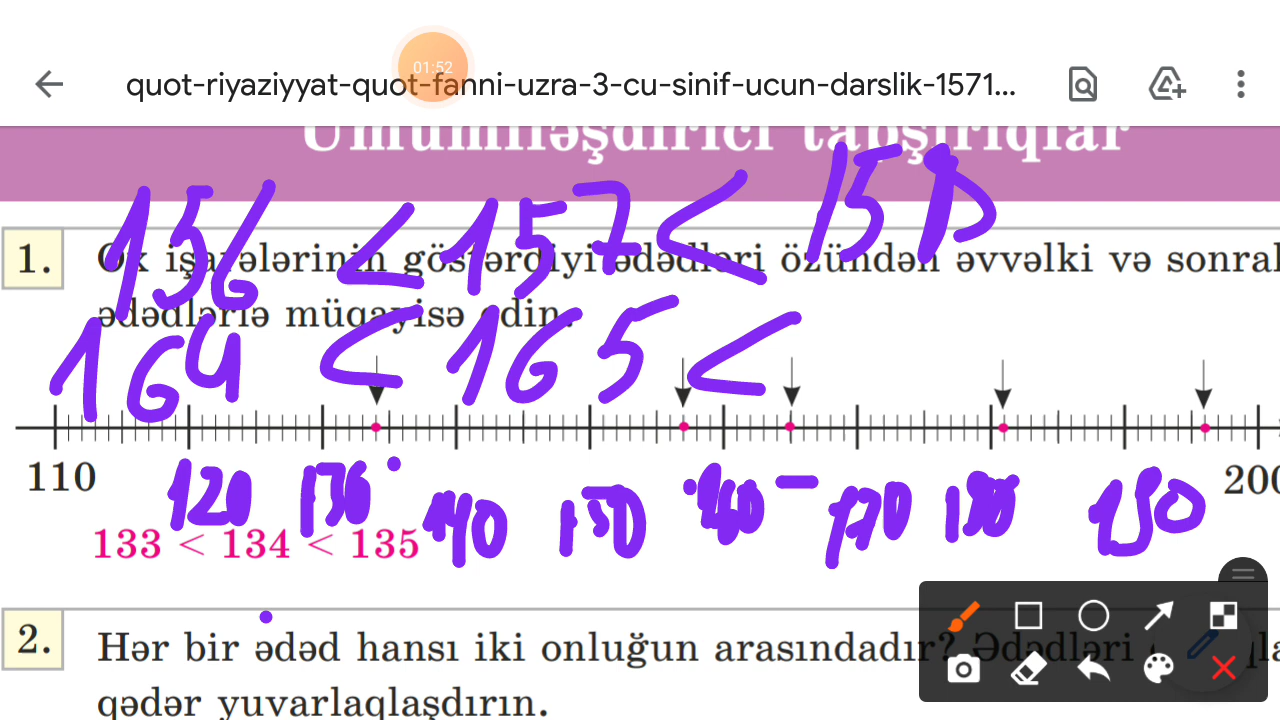 01:52
quot-riyaziyyat-quot-fanni-uzra-3-cu-sinif-ucun-darslik-1571...
Ümumiləşdirici tapşırıqlar
156 < 157 < 158
1. Ox işarələrinin göstərdiyi ədədləri özündən əvvəlki və sonrak
ədədlərlə müqayisə edin.
164 < 165 <
110 200
120 130 140 150 160 170 180 190
133 < 134 < 135
2. Hər bir ədəd hansı iki onluğun arasındadır? Ədədləri
qədər yuvarlaqlaşdırın.